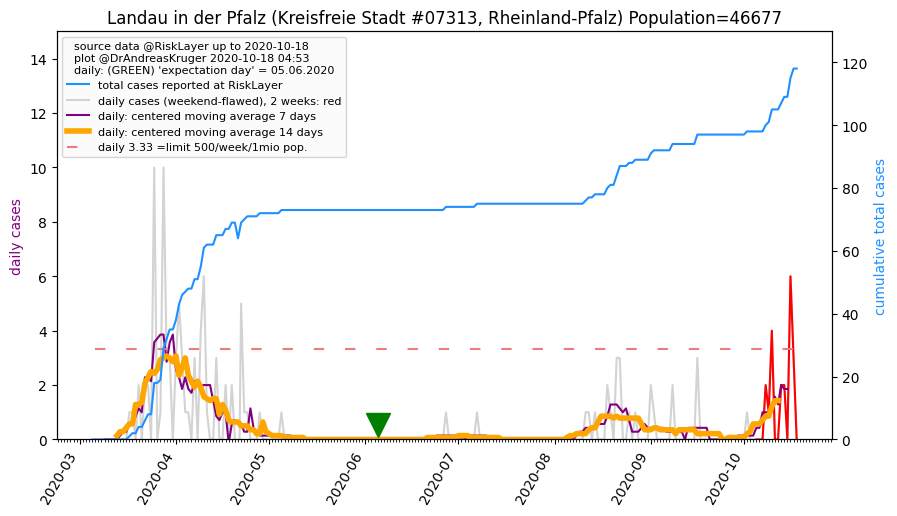 Landau in der Pfalz (Kreisfreie Stadt #07313, Rheinland-Pfalz) Population=46677
source data @RiskLayer up to 2020-10-18
plot @DrAndreasKruger 2020-10-18 04:53
daily: (GREEN) 'expectation day' = 05.06.2020
total cases reported at RiskLayer
daily cases (weekend-flawed), 2 weeks: red
daily: centered moving average 7 days
daily: centered moving average 14 days
daily 3.33 =limit 500/week/1mio pop.
daily cases
14
12
10
8
6
4
2
0
cumulative total cases
120
100
80
60
40
20
0
2020-03
2020-04
2020-05
2020-06
2020-07
2020-08
2020-09
2020-10